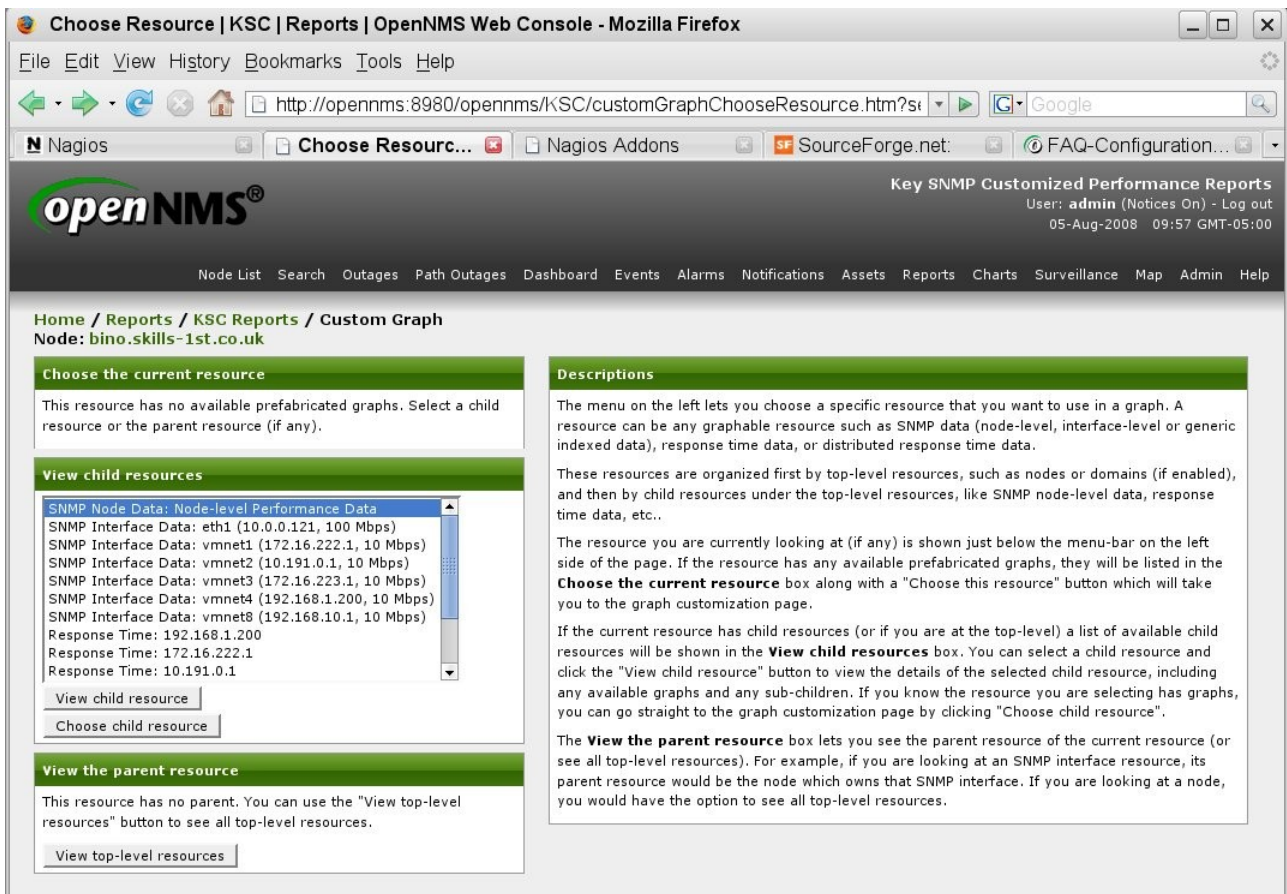 Choose Resource | KSC | Reports | OpenNMS Web Console - Mozilla Firefox
File Edit View History Bookmarks Tools Help
http://opennms:8980/opennms/KSC/customGraphChooseResource.htm?se
G Google
N Nagios
Choose Resourc...
Nagios Addons
SF SourceForge.net:
FAQ-Configuration...
openNMS®
Key SNMP Customized Performance Reports
User: admin (Notices On) - Log out
05-Aug-2008 09:57 GMT-05:00
Node List Search Outages Path Outages Dashboard Events Alarms Notifications Assets Reports Charts Surveillance Map Admin Help
Home / Reports / KSC Reports / Custom Graph
Node: bino.skills-1st.co.uk
Choose the current resource
This resource has no available prefabricated graphs. Select a child
resource or the parent resource (if any).
View child resources
SNMP Node Data: Node-level Performance Data
SNMP Interface Data: eth1 (10.0.0.121, 100 Mbps)
SNMP Interface Data: vmnet1 (172.16.222.1, 10 Mbps)
SNMP Interface Data: vmnet2 (10.191.0.1, 10 Mbps)
SNMP Interface Data: vmnet3 (172.16.223.1, 10 Mbps)
SNMP Interface Data: vmnet4 (192.168.1.200, 10 Mbps)
SNMP Interface Data: vmnet8 (192.168.10.1, 10 Mbps)
Response Time: 192.168.1.200
Response Time: 172.16.222.1
Response Time: 10.191.0.1
View child resource
Choose child resource
View the parent resource
This resource has no parent. You can use the "View top-level
resources" button to see all top-level resources.
View top-level resources
Descriptions
The menu on the left lets you choose a specific resource that you want to use in a graph. A
resource can be any graphable resource such as SNMP data (node-level, interface-level or generic
indexed data), response time data, or distributed response time data.
These resources are organized first by top-level resources, such as nodes or domains (if enabled),
and then by child resources under the top-level resources, like SNMP node-level data, response
time data, etc..
The resource you are currently looking at (if any) is shown just below the menu-bar on the left
side of the page. If the resource has any available prefabricated graphs, they will be listed in the
Choose the current resource box along with a "Choose this resource" button which will take
you to the graph customization page.
If the current resource has child resources (or if you are at the top-level) a list of available child
resources will be shown in the View child resources box. You can select a child resource and
click the "View child resource" button to view the details of the selected child resource, including
any available graphs and any sub-children. If you know the resource you are selecting has graphs,
you can go straight to the graph customization page by clicking "Choose child resource".
The View the parent resource box lets you see the parent resource of the current resource (or
see all top-level resources). For example, if you are looking at an SNMP interface resource, its
parent resource would be the node which owns that SNMP interface. If you are looking at a node,
you would have the option to see all top-level resources.